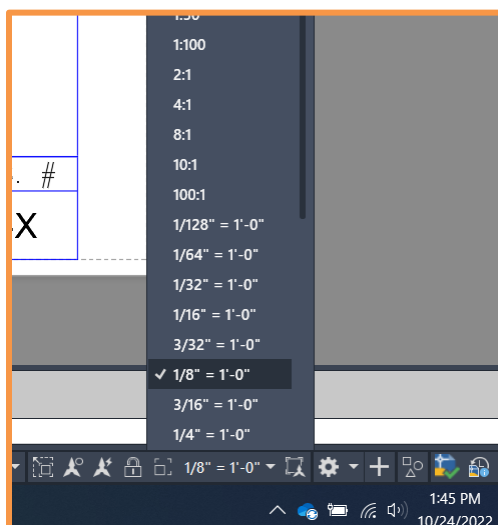 1:100
2:1
4:1
8:1
10:1
100:1
1/128" = 1'-0"
1/64" = 1'-0"
1/32" = 1'-0"
1/16" = 1'-0"
3/32" = 1'-0"
1/8" = 1'-0"
3/16" = 1'-0"
1/4" = 1'-0"
. #
X
1/8" = 1'-0"
1:45 PM
10/24/2022